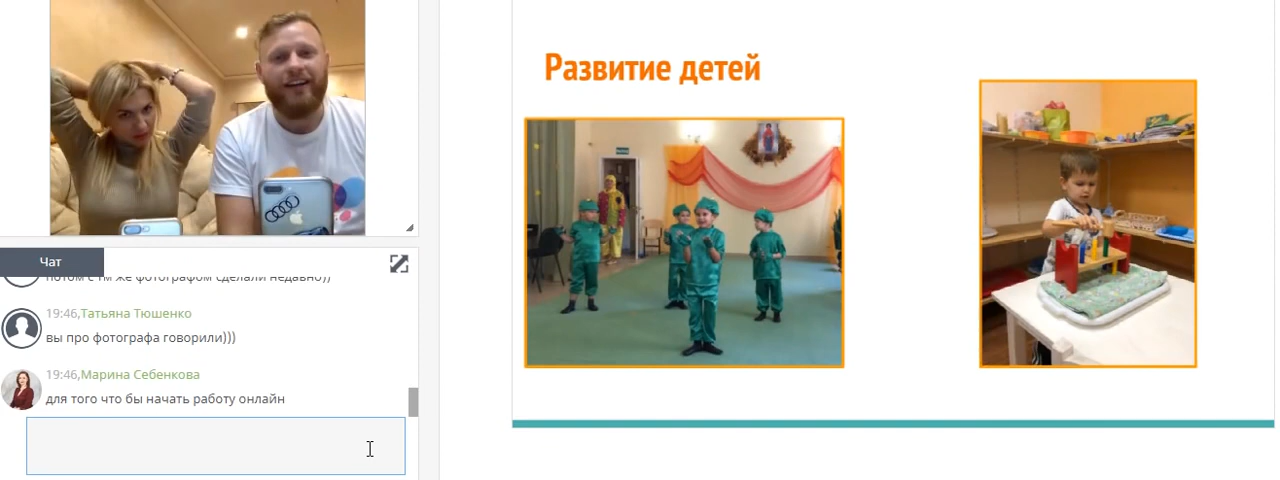 Развитие детей
Чат
потом с тм же фотографом сделали недавно))
19:46,Татьяна Тюшенко
вы про фотографа говорили)))
19:46,Марина Себенкова
для того что бы начать работу онлайн